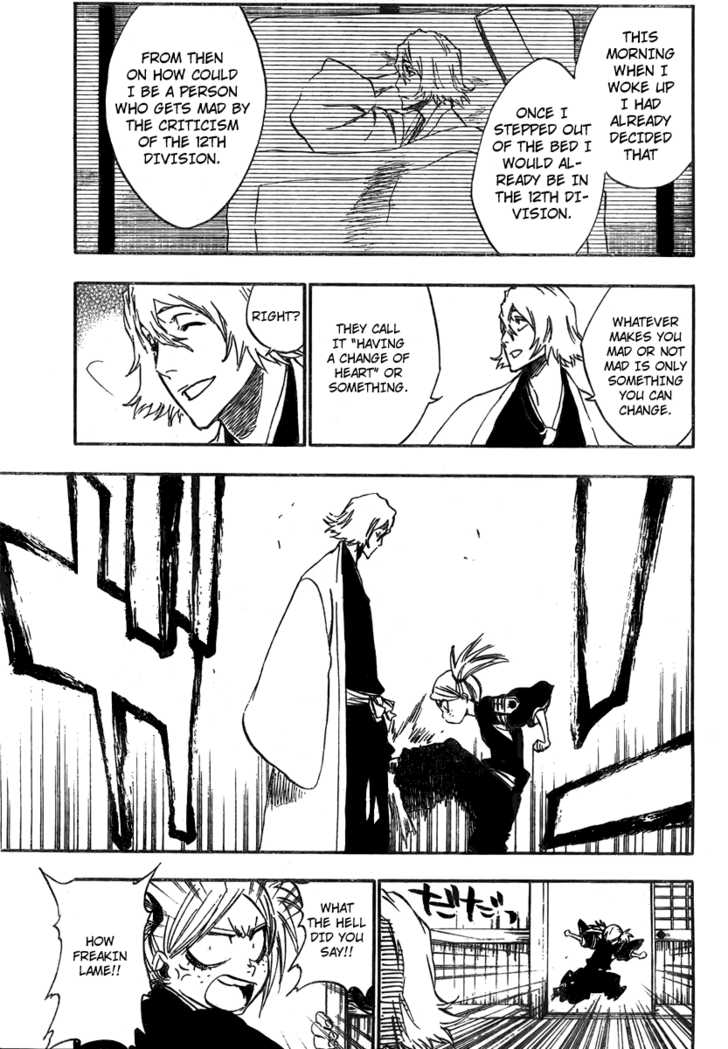 THIS
MORNING
WHEN I
WOKE UP
I HAD
ALREADY
DECIDED
THAT
ONCE I
STEPPED OUT
OF THE BED I
WOULD AL-
READY BE IN
THE 12TH DI-
VISION.
FROM THEN
ON HOW COULD
I BE A PERSON
WHO GETS MAD BY
THE CRITICISM
OF THE 12TH
DIVISION.
WHATEVER
MAKES YOU
MAD OR NOT
MAD IS ONLY
SOMETHING
YOU CAN
CHANGE.
THEY CALL
IT "HAVING
A CHANGE OF
HEART" OR
SOMETHING.
RIGHT?
だだっ
WHAT
THE HELL
DID YOU
SAY!!
HOW
FREAKIN
LAME!!